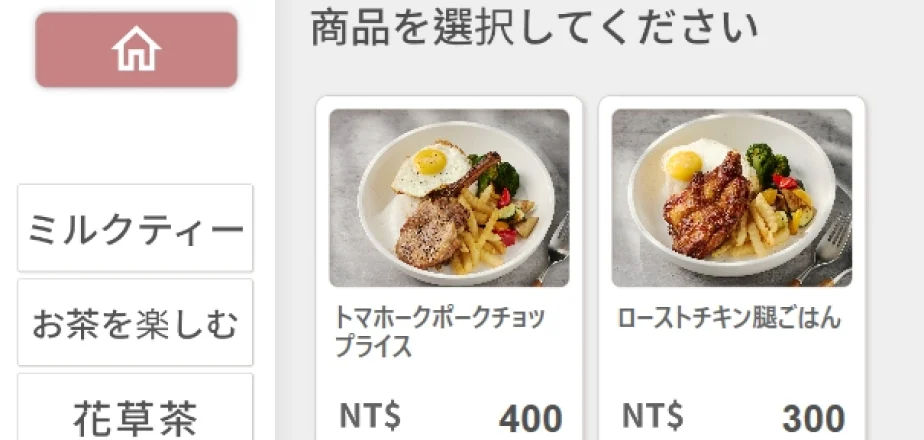 商品を選択してください
ミルクティー
お茶を楽しむ
花草茶
トマホークポークチョッ
プライス
NT$ 400
ローストチキン腿ごはん
NT$ 300